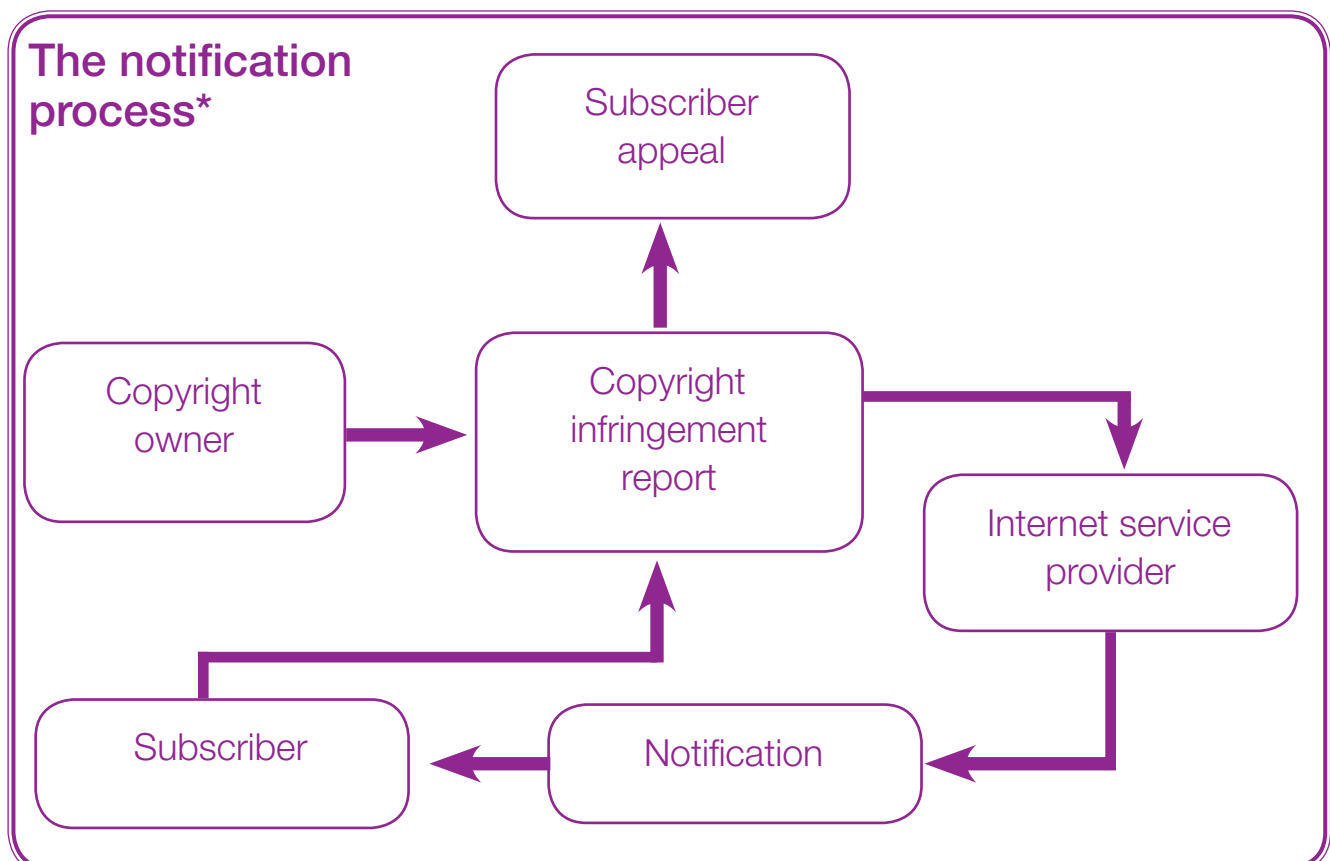 The notification
process*
Subscriber
appeal
Copyright
owner
Copyright
infringement
report
Internet service
provider
Subscriber
Notification